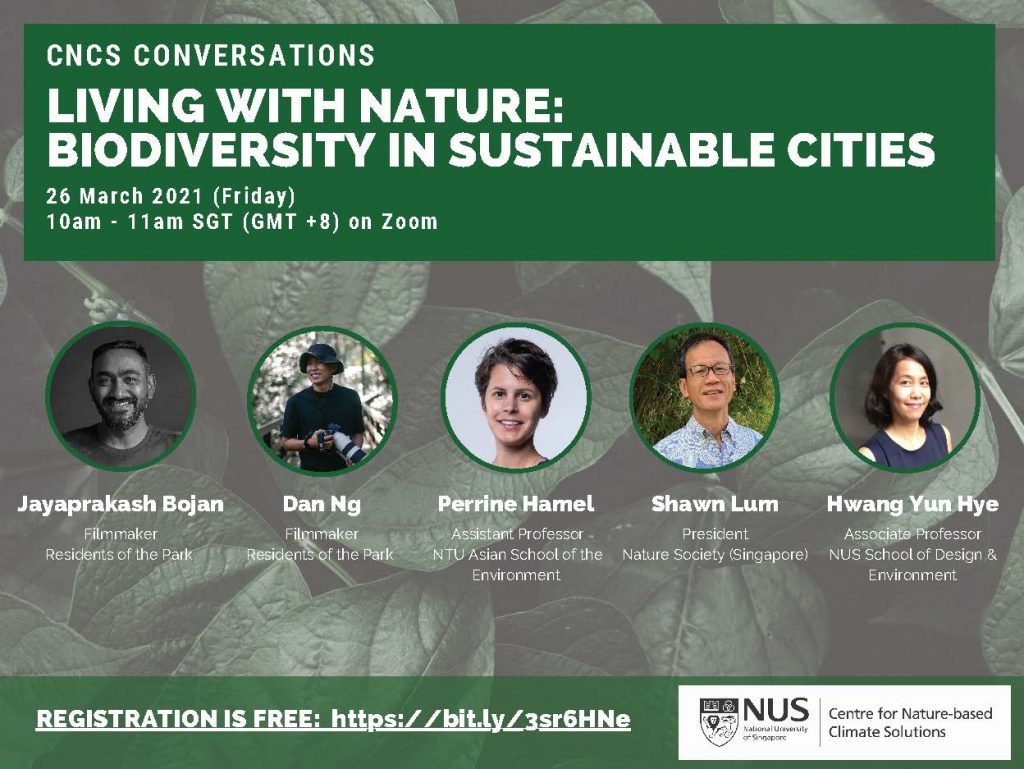 CNCS CONVERSATIONS
LIVING WITH NATURE:
BIODIVERSITY IN SUSTAINABLE CITIES
26 March 2021 (Friday)
10am - 11am SGT (GMT +8) on Zoom
Jayaprakash Bojan
Filmmaker
Residents of the Park
Dan Ng
Filmmaker
Residents of the Park
Perrine Hamel
Assistant Professor -
NTU Asian School of the
Environment
Shawn Lum
President
Nature Society (Singapore)
Hwang Yun Hye
Associate Professor
NUS School of Design &
Environment
REGISTRATION IS FREE: https://bit.ly/3sr6HNe
NUS
National University
of Singapore
Centre for Nature-based
Climate Solutions